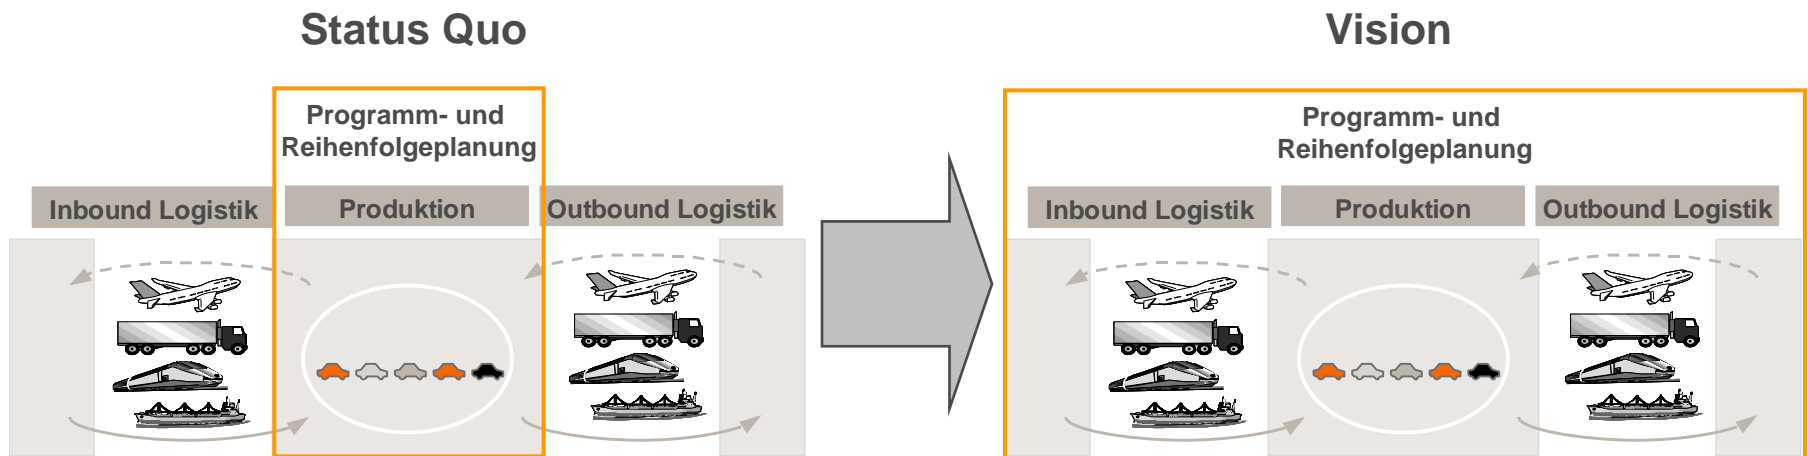 Status Quo
Programm- und
Reihenfolgeplanung
Inbound Logistik
Produktion
Outbound Logistik
Vision
Programm- und
Reihenfolgeplanung
Inbound Logistik
Produktion
Outbound Logistik